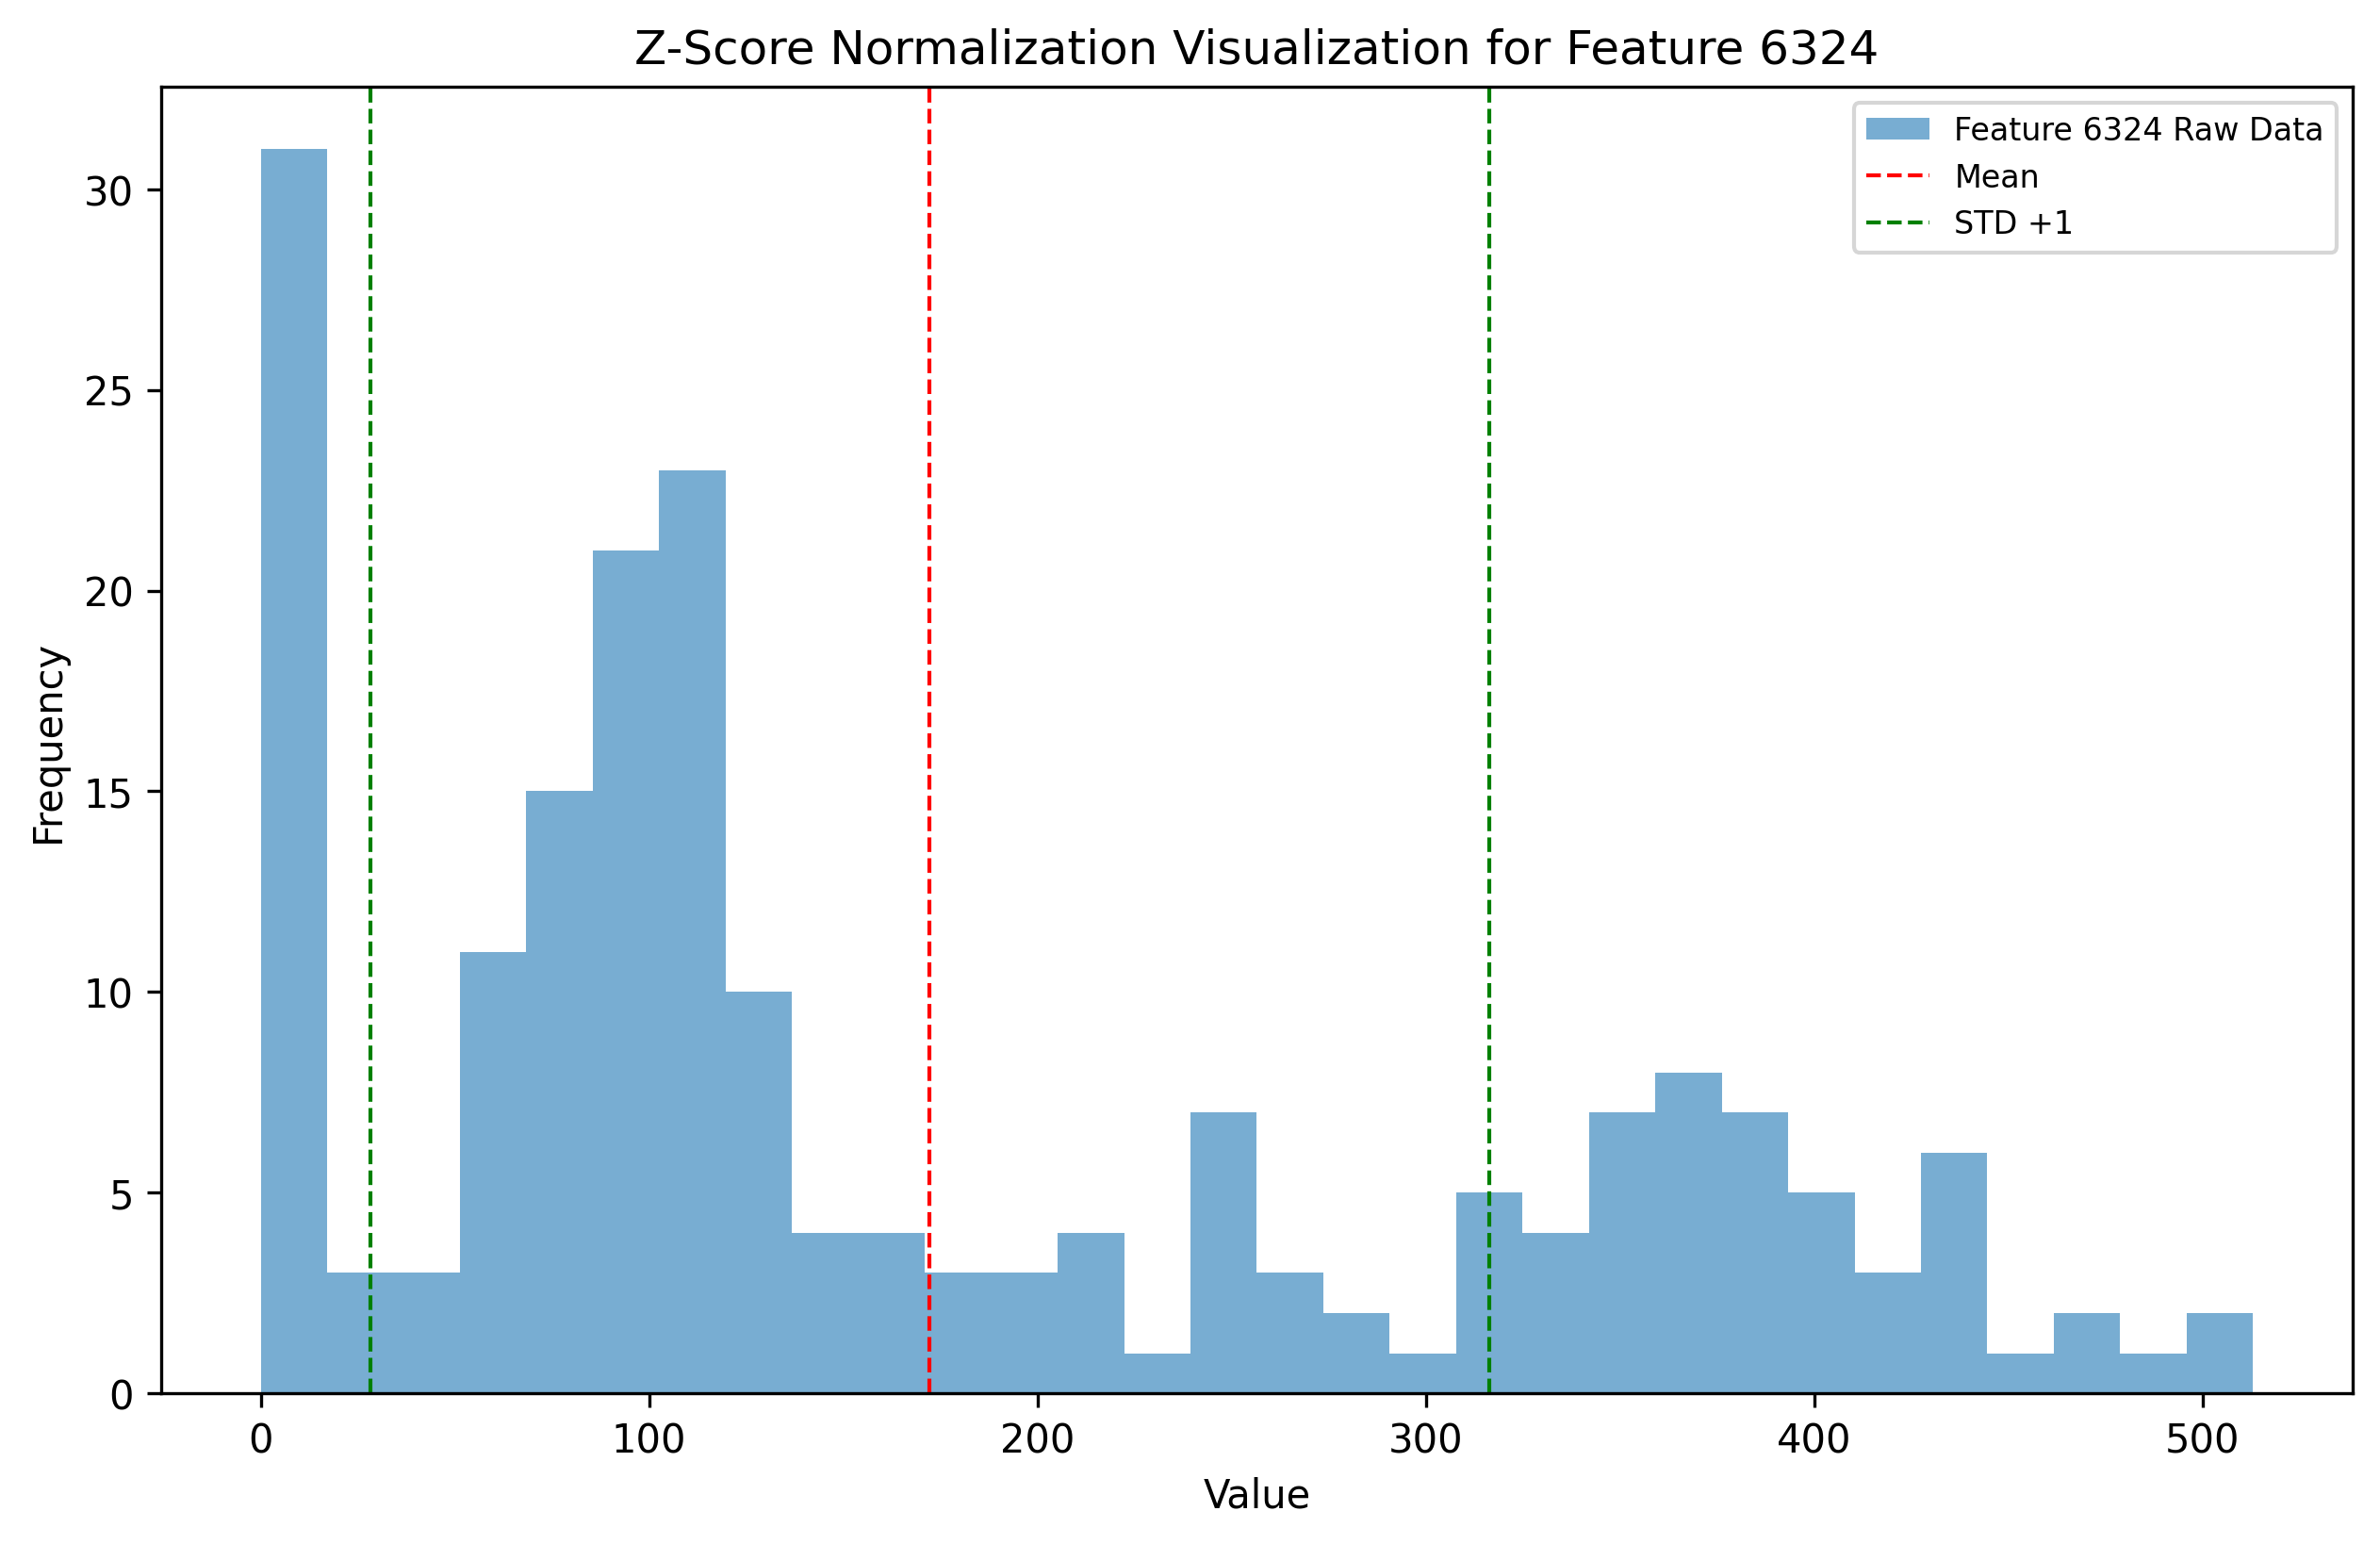 Z-Score Normalization Visualization for Feature 6324
Feature 6324 Raw Data
Mean
STD +1
30
25
20
15
10
5
0
Frequency
0 100 200 300 400 500
Value